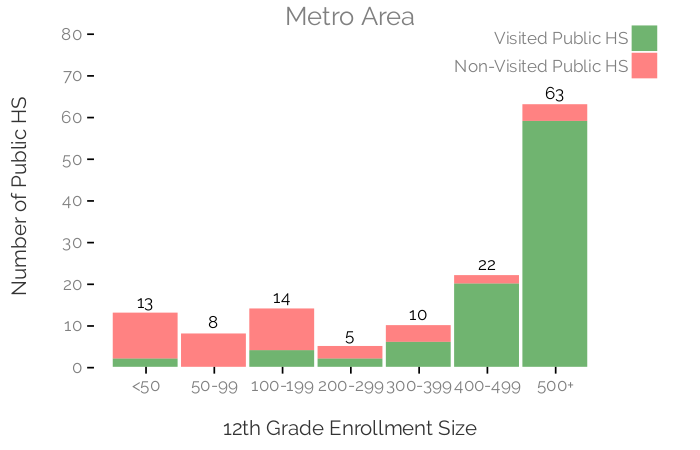 Metro Area
Visited Public HS
Non-Visited Public HS
Number of Public HS
80
70
60
50
40
30
20
10
0
13
8
14
5
10
22
63
<50 50-99 100-199 200-299 300-399 400-499 500+
12th Grade Enrollment Size